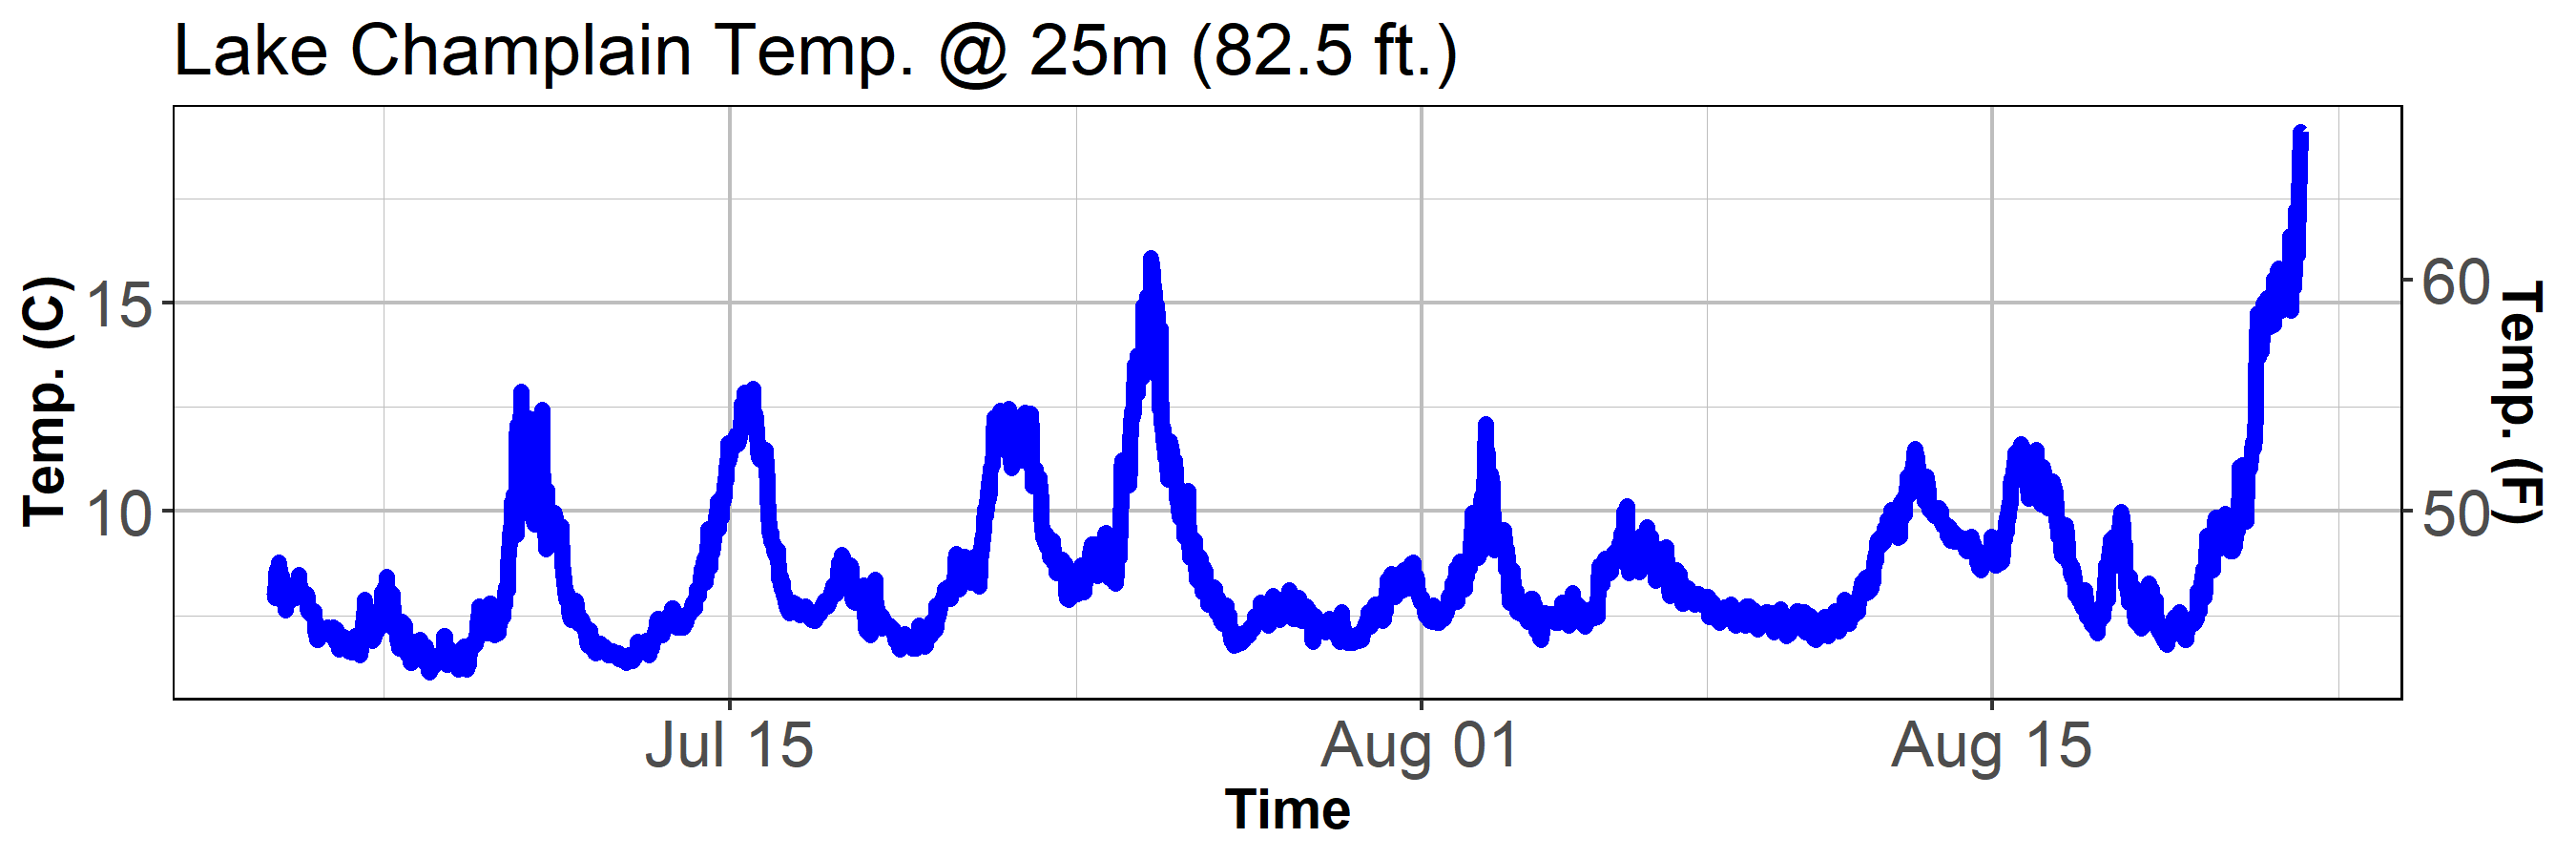 Lake Champlain Temp. @ 25m (82.5 ft.)
Temp. (C)
15
10
60
50
Temp. (F)
Jul 15
Aug 01
Aug 15
Time